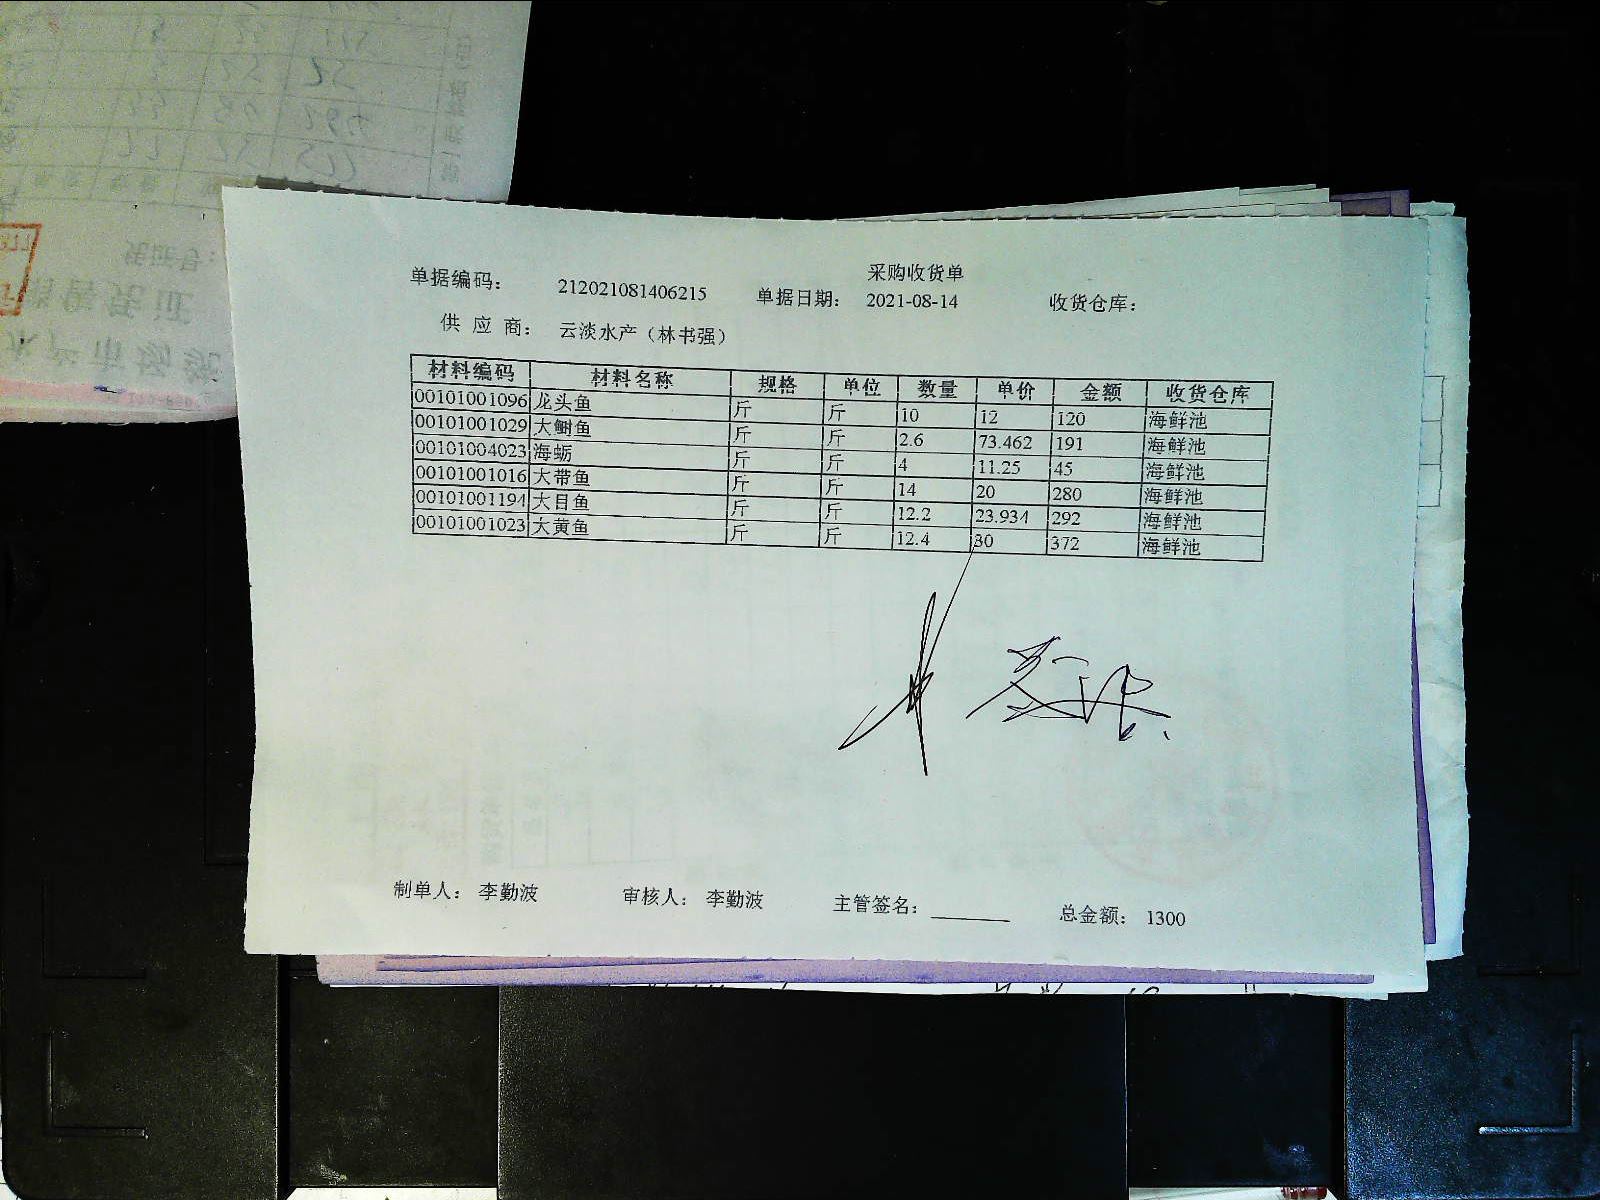 采购收货单
单据编码： 212021081406215 单据日期： 2021-08-14 收货仓库：
供 应 商： 云淡水产（林书强）
材料编码 材料名称 规格 单位 数量 单价 金额 收货仓库
00101001096 龙头鱼 斤 斤 10 12 120 海鲜池
00101001029 大鮘鱼 斤 斤 2.6 73.462 191 海鲜池
00101004023 海蛎 斤 斤 4 11.25 45 海鲜池
00101001016 大带鱼 斤 斤 14 20 280 海鲜池
00101001194 大目鱼 斤 斤 12.2 23.934 292 海鲜池
00101001023 大黄鱼 斤 斤 12.4 30 372 海鲜池
制单人： 李勤波 审核人： 李勤波 主管签名： 总金额： 1300